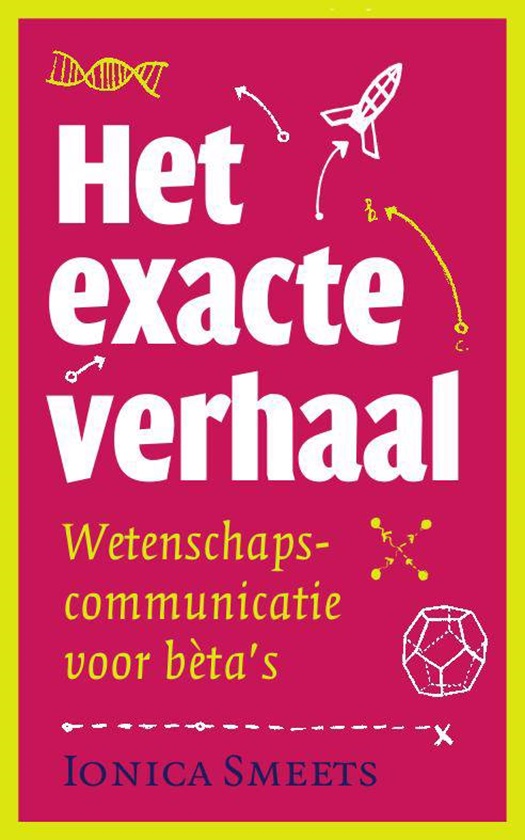 Het
exacte
verhaal
Wetenschaps-
communicatie
voor bèta's
IONICA SMEETS